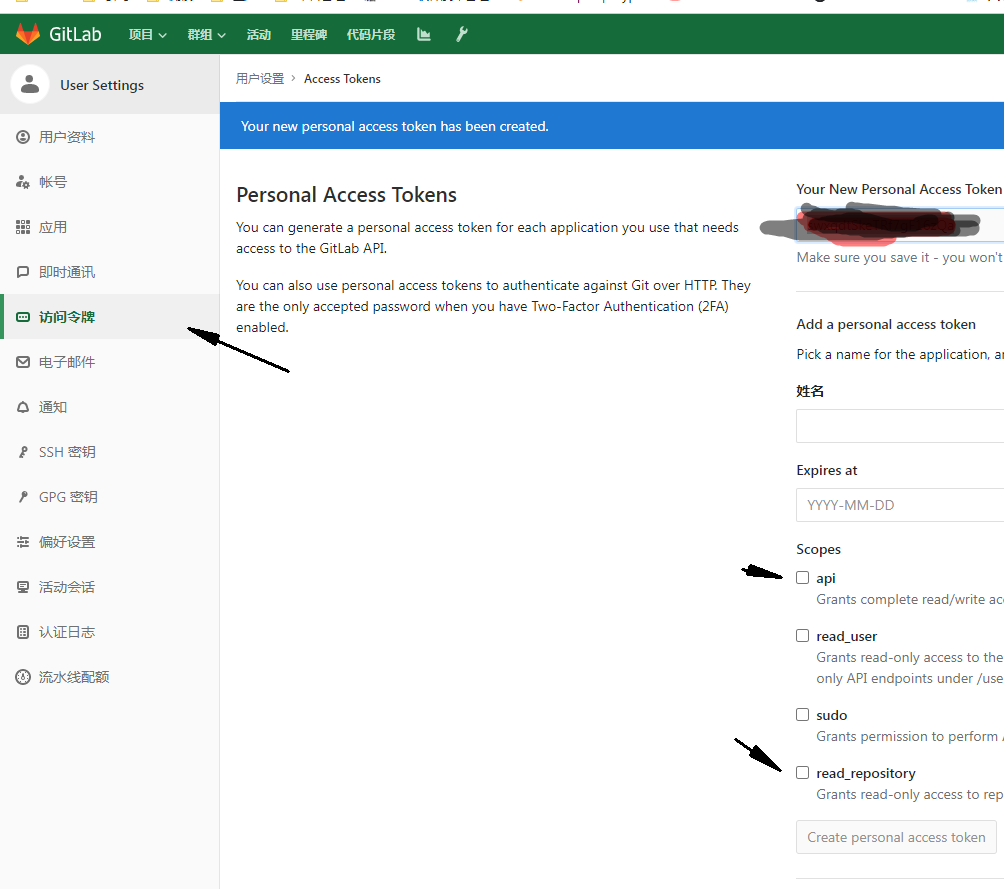 GitLab 项目 群组 活动 里程碑 代码片段
User Settings
用户资料
帐号
应用
即时通讯
访问令牌
电子邮件
通知
SSH 密钥
GPG 密钥
偏好设置
活动会话
认证日志
流水线配额
用户设置 › Access Tokens
Your new personal access token has been created.
Personal Access Tokens
You can generate a personal access token for each application you use that needs
access to the GitLab API.
You can also use personal access tokens to authenticate against Git over HTTP. They
are the only accepted password when you have Two-Factor Authentication (2FA)
enabled.
Your New Personal Access Token
Make sure you save it - you won't
Add a personal access token
Pick a name for the application, an
姓名
Expires at
YYYY-MM-DD
Scopes
api
Grants complete read/write acc
read_user
Grants read-only access to the
only API endpoints under /use
sudo
Grants permission to perform
read_repository
Grants read-only access to rep
Create personal access token